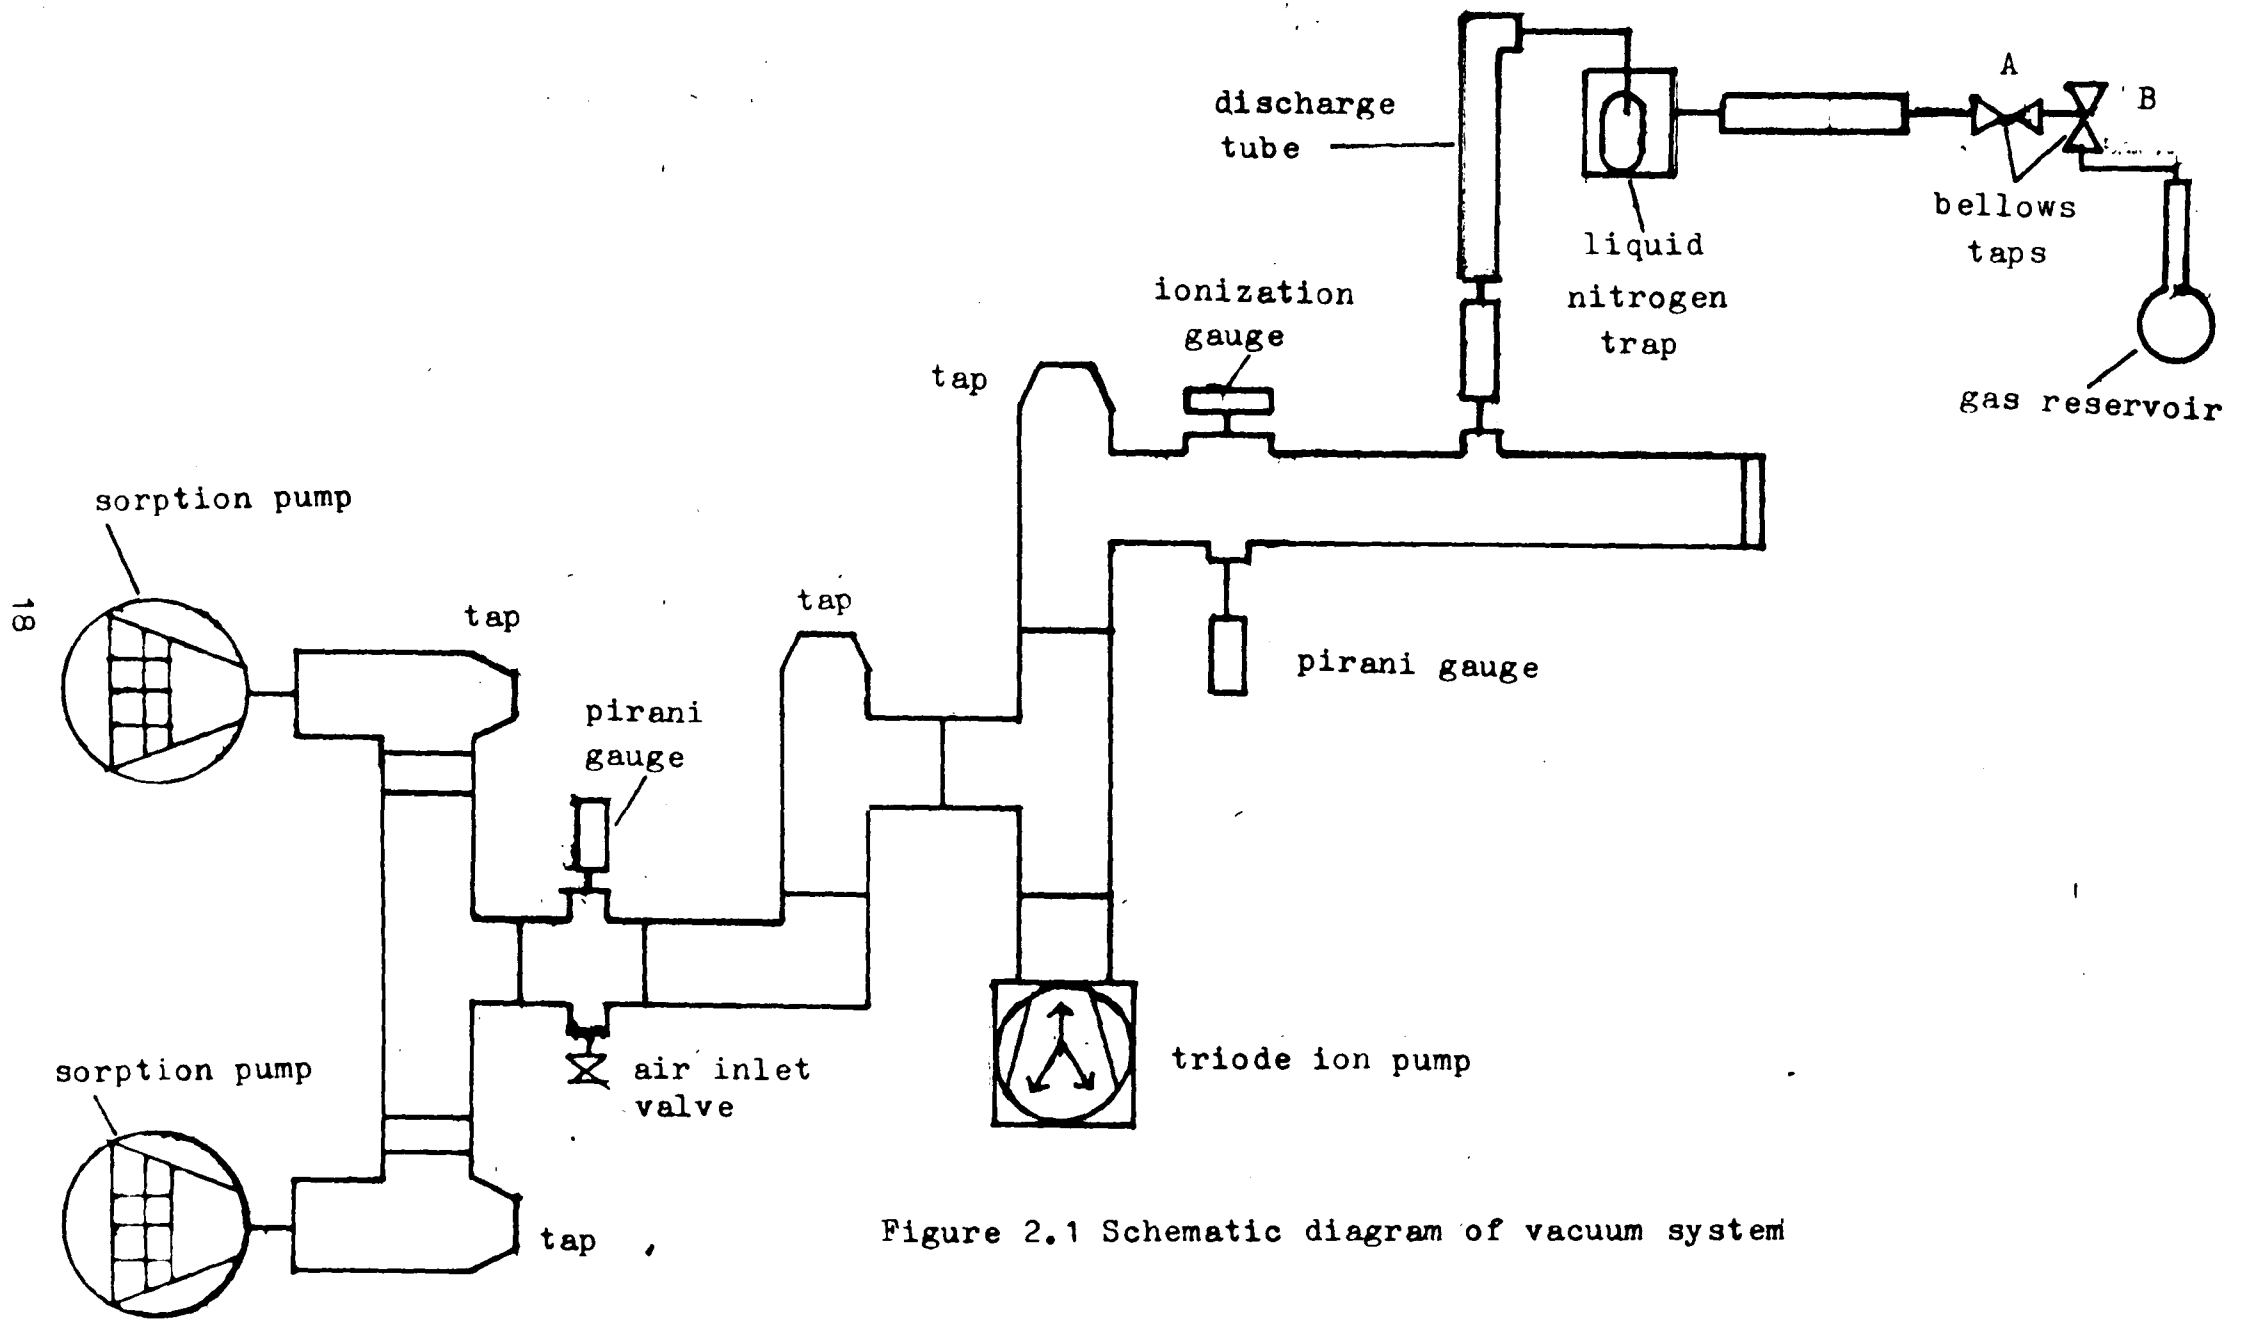 A
B
discharge
tube
bellows
taps
liquid
nitrogen
trap
ionization
gauge
tap
gas reservoir
sorption pump
18
tap
tap
pirani gauge
pirani
gauge
sorption pump
air inlet
valve
triode ion pump
tap
Figure 2.1 Schematic diagram of vacuum system